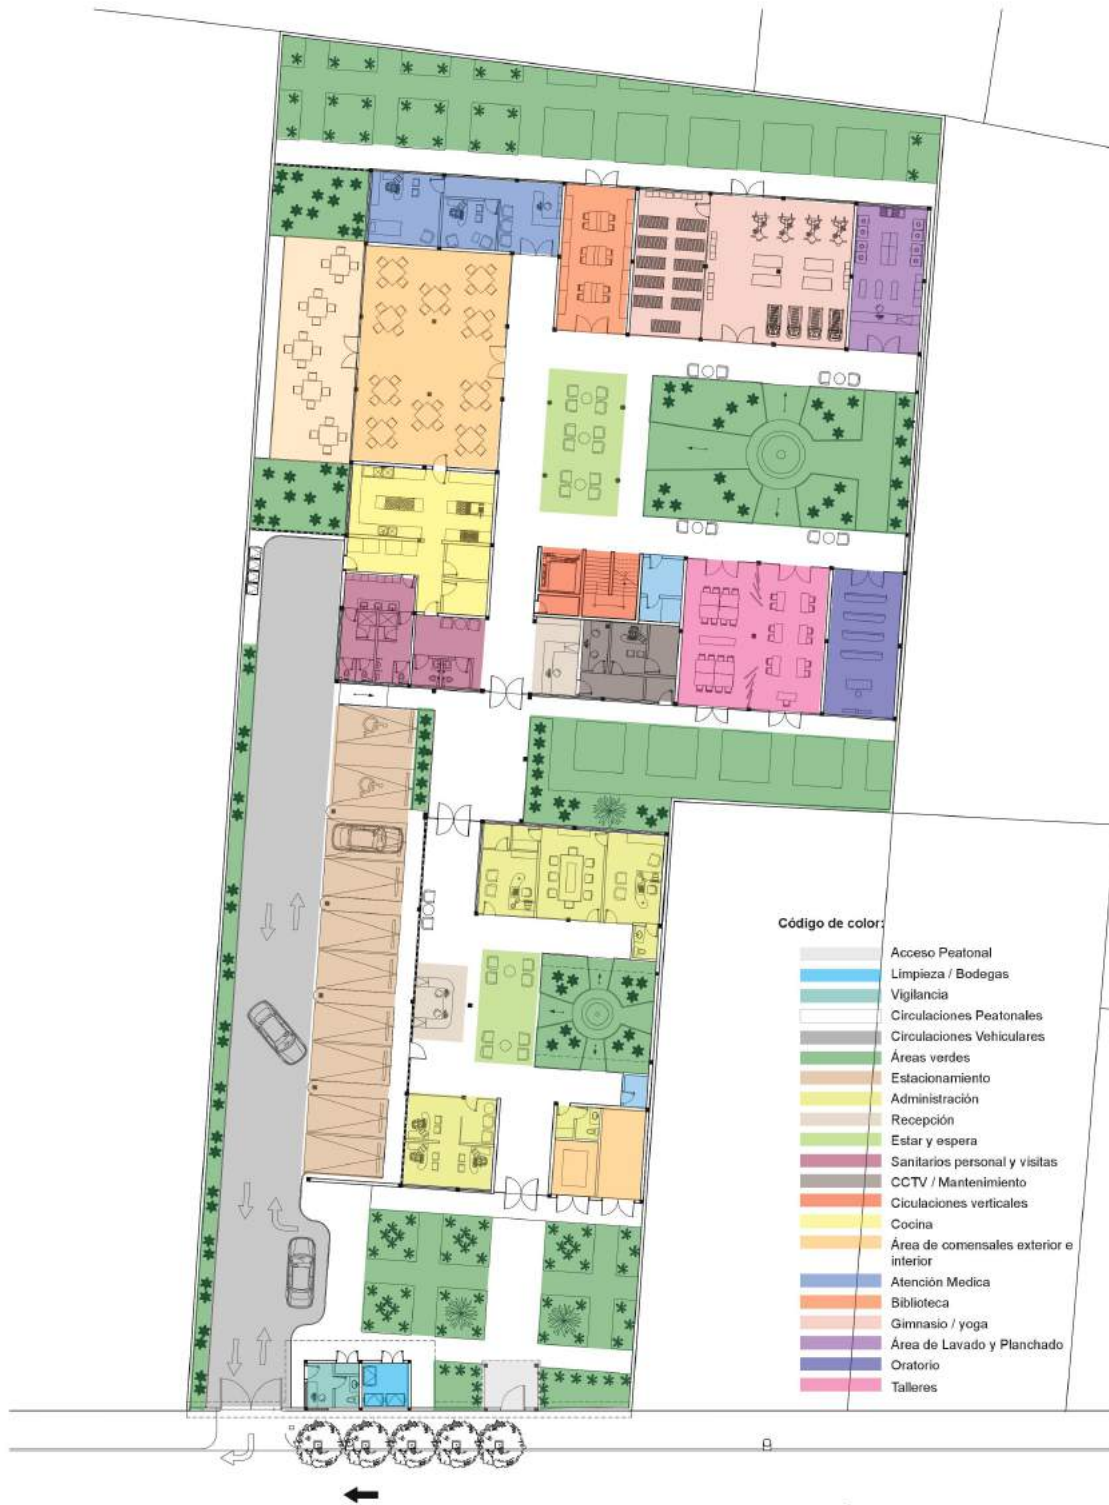 Código de color:
Acceso Peatonal
Limpieza / Bodegas
Vigilancia
Circulaciones Peatonales
Circulaciones Vehiculares
Áreas verdes
Estacionamiento
Administración
Recepción
Estar y espera
Sanitarios personal y visitas
CCTV / Mantenimiento
Ciculaciones verticales
Cocina
Área de comensales exterior e
interior
Atención Medica
Biblioteca
Gimnasio / yoga
Área de Lavado y Planchado
Oratorio
Talleres